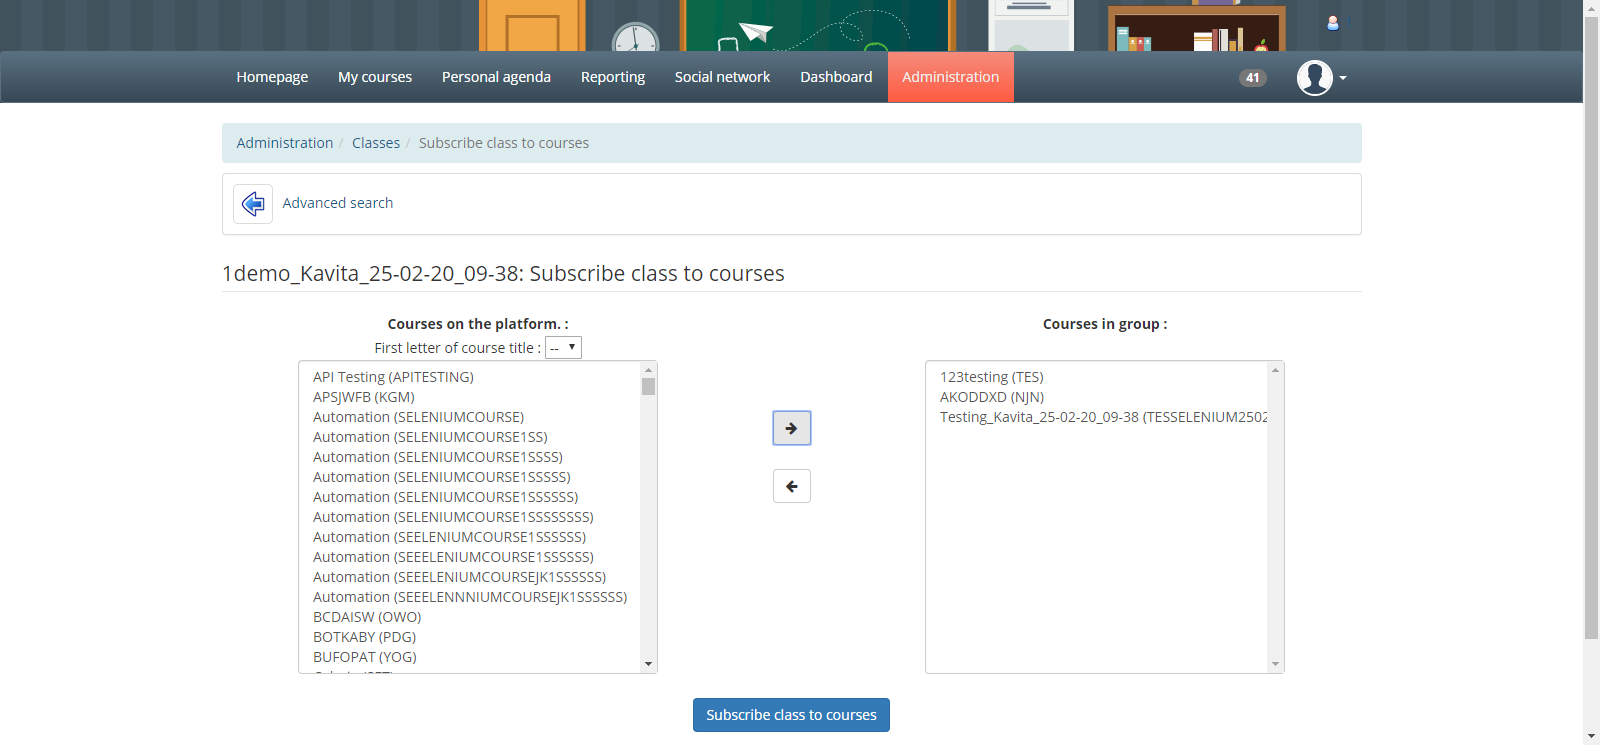 Homepage My courses Personal agenda Reporting Social network Dashboard Administration 41
Administration / Classes / Subscribe class to courses
Advanced search
1demo_Kavita_25-02-20_09-38: Subscribe class to courses
Courses on the platform. :
First letter of course title : --
API Testing (APITESTING)
APSJWFB (KGM)
Automation (SELENIUMCOURSE)
Automation (SELENIUMCOURSE1SS)
Automation (SELENIUMCOURSE1SSSS)
Automation (SELENIUMCOURSE1SSSSS)
Automation (SELENIUMCOURSE1SSSSSS)
Automation (SELENIUMCOURSE1SSSSSSSS)
Automation (SEELENIUMCOURSE1SSSSSS)
Automation (SEEELENIUMCOURSE1SSSSSS)
Automation (SEEELENIUMCOURSEJK1SSSSSS)
Automation (SEEELENNNIUMCOURSEJK1SSSSSS)
BCDAISW (OWO)
BOTKABY (PDG)
BUFOPAT (YOG)
Courses in group :
123testing (TES)
AKODDXD (NJN)
Testing_Kavita_25-02-20_09-38 (TESSELENIUM2502
Subscribe class to courses